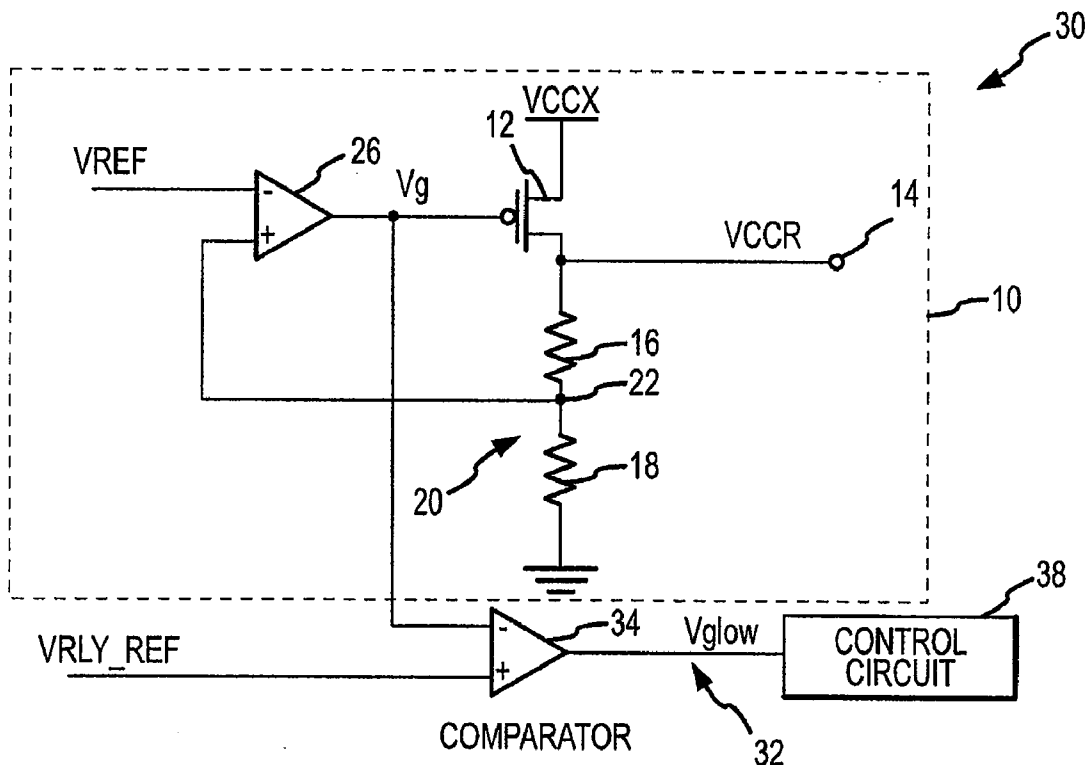 30
VCCX
12
VREF
26
Vg
14
VCCR
-
+
10
16
22
20
18
38
34
VRLY_REF
-
+
Vglow
CONTROL
CIRCUIT
COMPARATOR
32